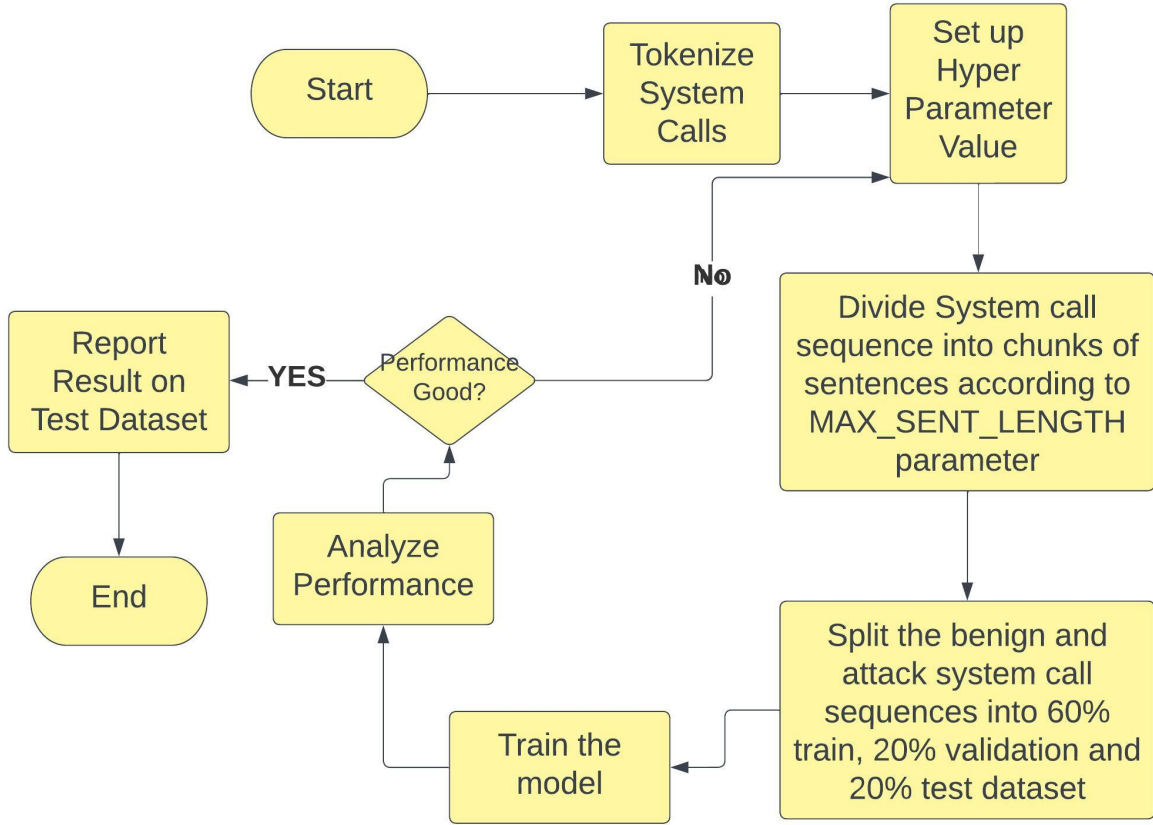 Start
Tokenize
System
Calls
Set up
Hyper
Parameter
Value
No
Divide System call
sequence into chunks of
sentences according to
MAX_SENT_LENGTH
parameter
Report
Result on
Test Dataset
YES
Performance
Good?
Analyze
Performance
End
Split the benign and
attack system call
sequences into 60%
train, 20% validation and
20% test dataset
Train the
model